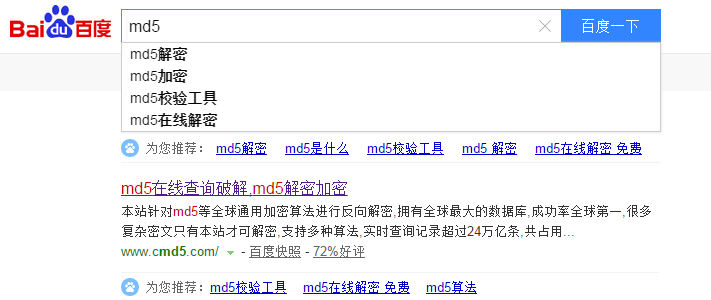 Bai du 百度 md5 百度一下
md5解密
md5加密
md5校验工具
md5在线解密
为您推荐： md5解密 md5是什么 md5校验工具 md5 解密 md5在线解密 免费
md5在线查询破解,md5解密加密
本站针对md5等全球通用加密算法进行反向解密,拥有全球最大的数据库,成功率全球第一,很多
复杂密文只有本站才可解密,支持多种算法,实时查询记录超过24万亿条,共占用...
www.cmd5.com/ - 百度快照 - 72%好评
为您推荐： md5校验工具 md5在线解密 免费 md5算法